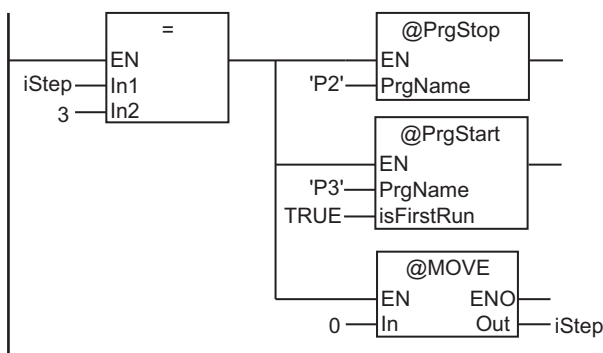 =
EN
iStep In1
3 In2
@PrgStop
EN
'P2' PrgName
@PrgStart
EN
'P3' PrgName
TRUE isFirstRun
@MOVE
EN ENO
0 In Out iStep